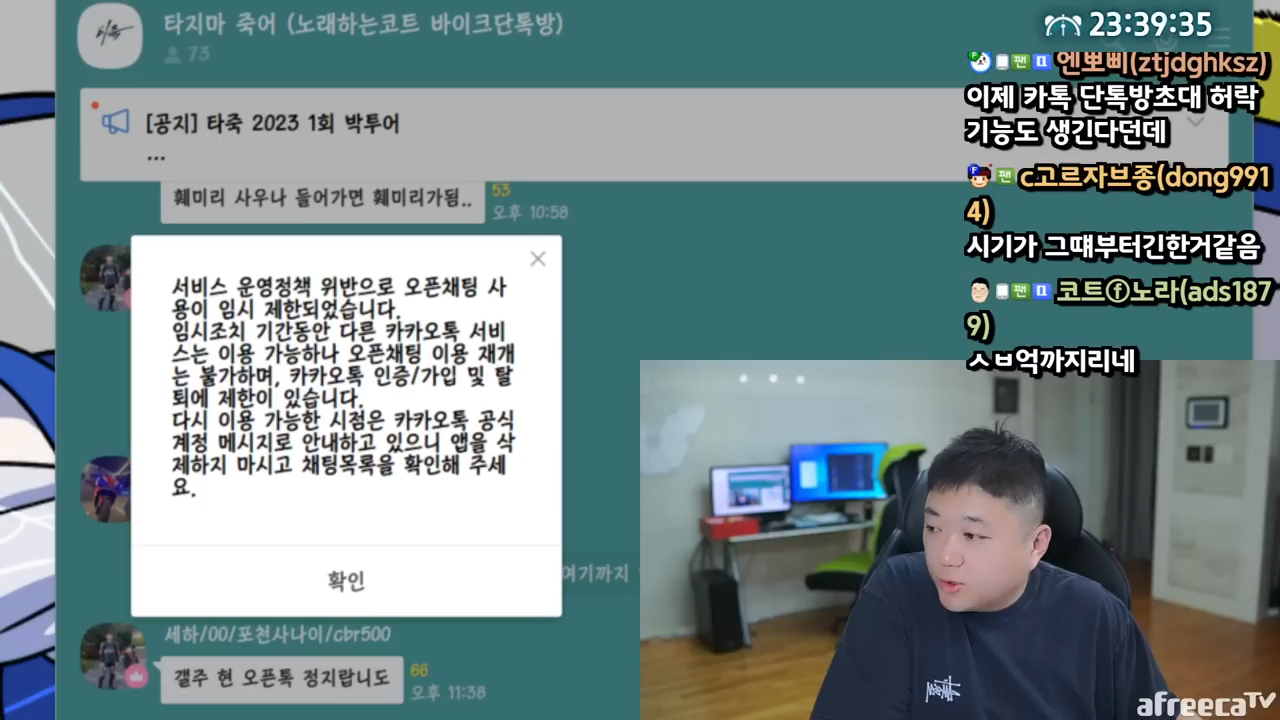 타지마 죽어 (노래하는코트 바이크단톡방)
73
[공지] 타죽 2023 1회 박투어
...
훼미리 사우나 들어가면 훼미리가됨..
53
오후 10:58
서비스 운영정책 위반으로 오픈채팅 사
용이 임시 제한되었습니다.
임시조치 기간동안 다른 카카오톡 서비
스는 이용 가능하나 오픈채팅 이용 재개
는 불가하며, 카카오톡 인증/가입 및 탈
퇴에 제한이 있습니다.
다시 이용 가능한 시점은 카카오톡 공식
계정 메시지로 안내하고 있으니 앱을 삭
제하지 마시고 채팅목록을 확인해 주세
요.
확인
여기까지
세하/00/포천사나이/cbr500
갤주 현 오픈톡 정지랍니도
66
오후 11:38
23:39:35
팬 엔뽀삐(ztjdghksz)
이제 카톡 단톡방초대 허락
기능도 생긴다던데
팬 c고르자브종(dong991
4)
시기가 그떄부터긴한거같음
팬 코트ⓕ노라(ads187
9)
ㅅㅂ억까지리네
afreecaTV